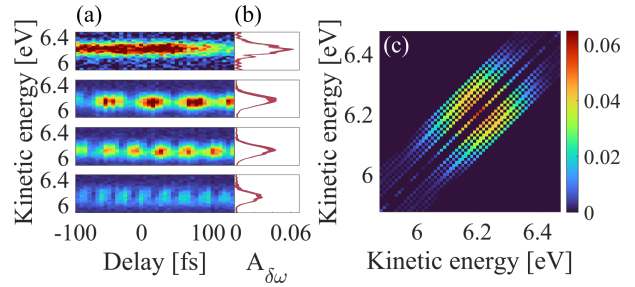 (a) (b) (c)
Kinetic energy [eV]
6.4
6
6.4
6
6.4
6
6.4
6
-100 0 100 0 0.06
Delay [fs] A δω
Kinetic energy [eV]
6.4
6.2
6
6 6.2 6.4
Kinetic energy [eV]
0.06
0.04
0.02
0